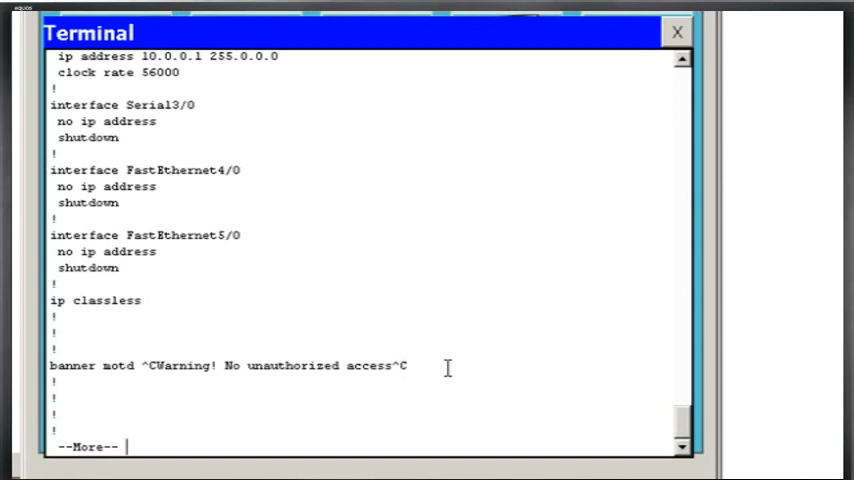 equos
Terminal
X
ip address 10.0.0.1 255.0.0.0
clock rate 56000
!
interface Serial3/0
no ip address
shutdown
!
interface FastEthernet4/0
no ip address
shutdown
!
interface FastEthernet5/0
no ip address
shutdown
!
ip classless
!
!
!
banner motd ^CWarning! No unauthorized access^C
!
!
!
!
--More--